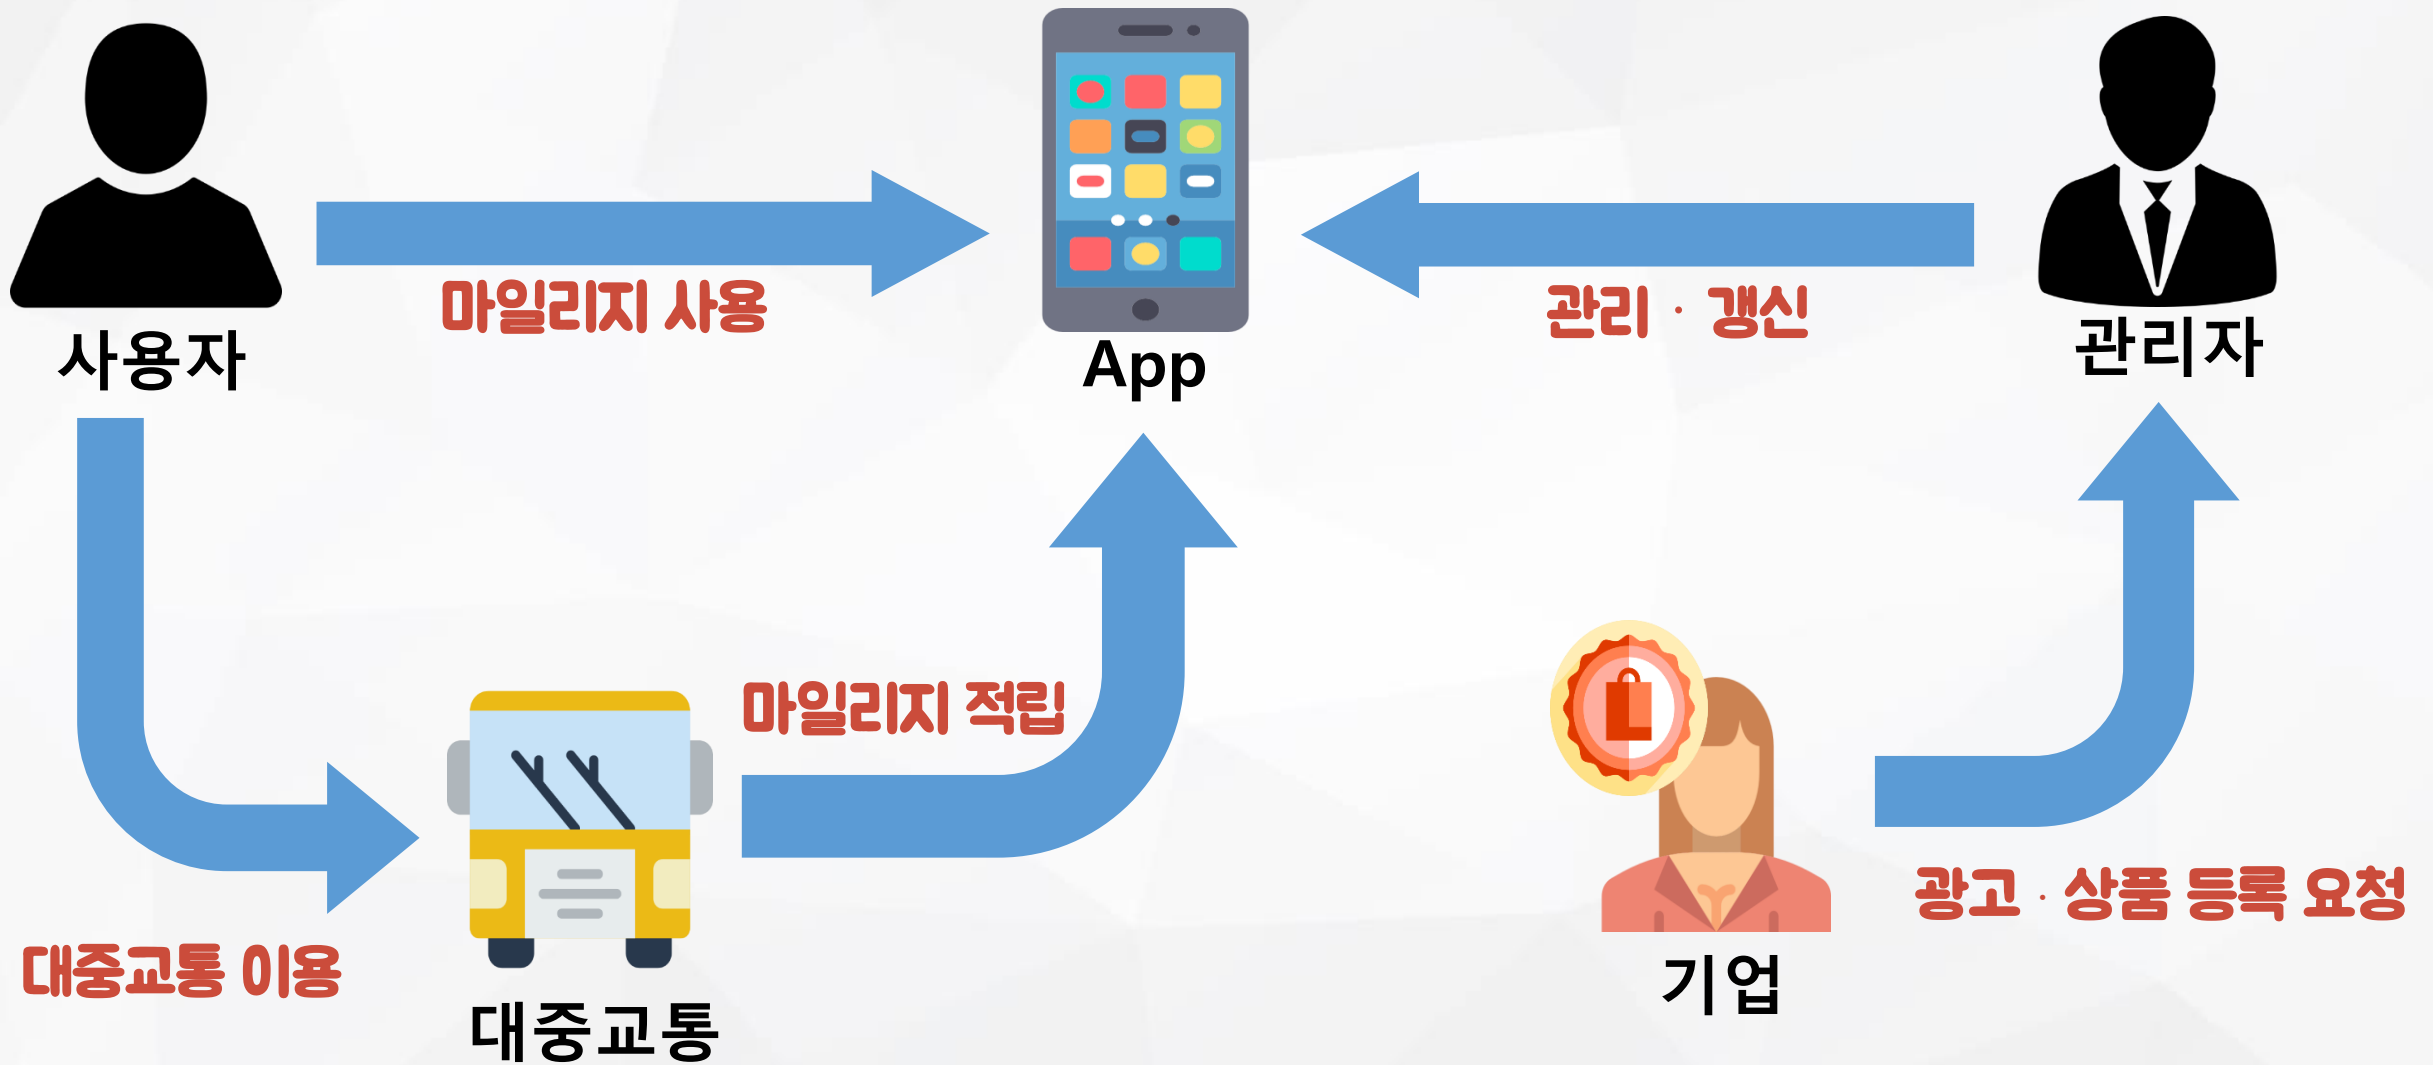 마일리지 사용
관리 · 갱신
사용자
App
관리자
마일리지 적립
광고 · 상품 등록 요청
대중교통 이용
기업
대중교통